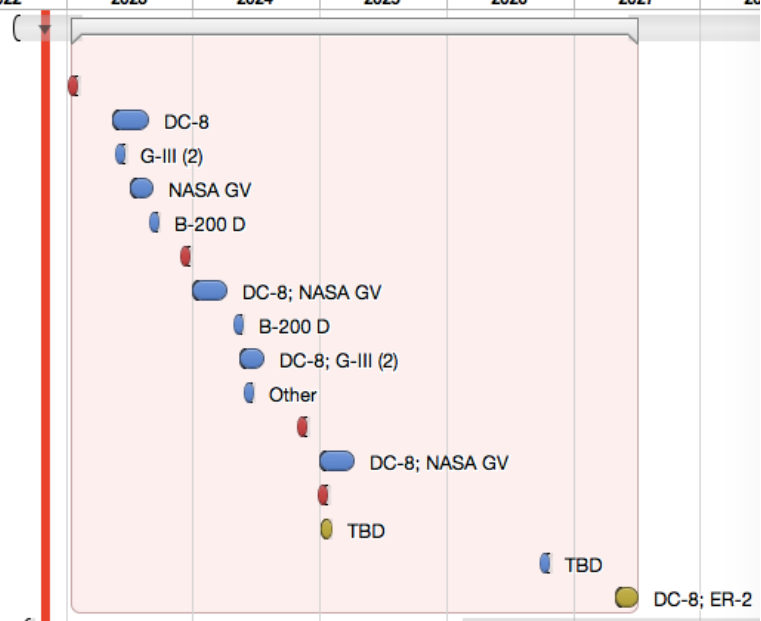 2023 2024 2025 2026 2027
DC-8
G-III (2)
NASA GV
B-200 D
DC-8; NASA GV
B-200 D
DC-8; G-III (2)
Other
DC-8; NASA GV
TBD
TBD
DC-8; ER-2